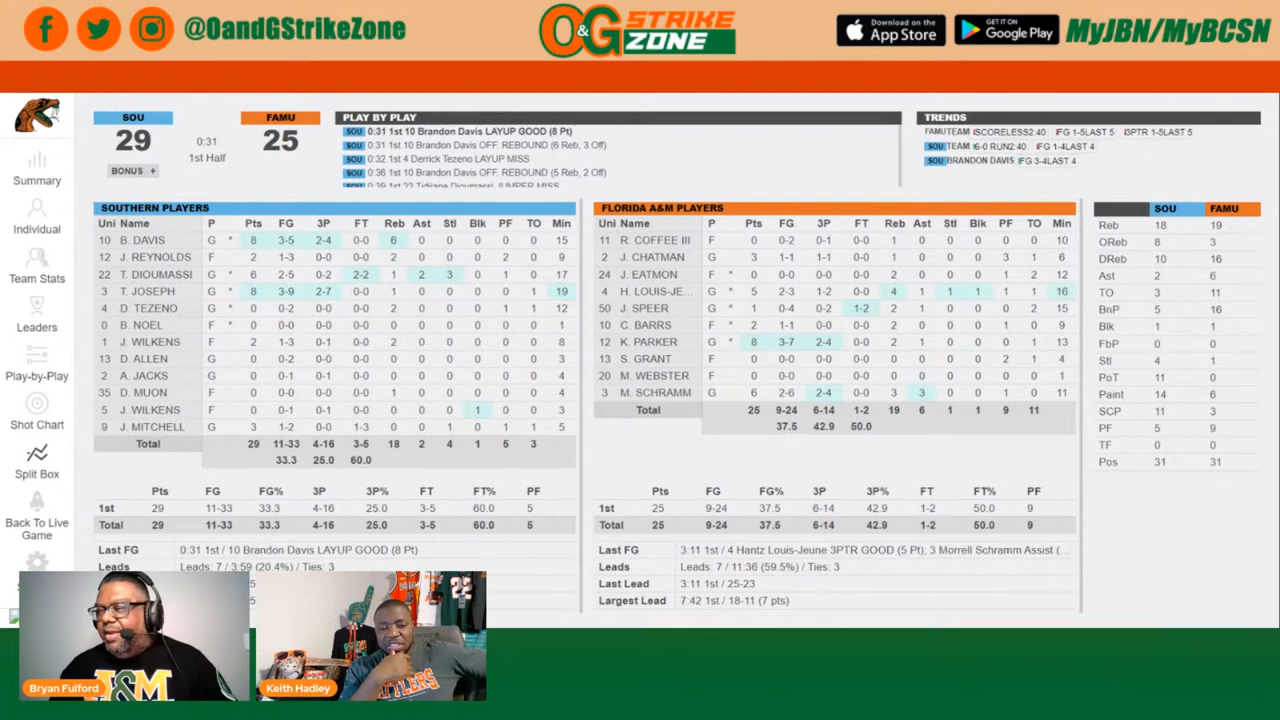 @OandGStrikeZone
O&G STRIKE ZONE
Download on the App Store
GET IT ON Google Play
MyJBN/MyBCSN
SOU
29
BONUS +
0:31
1st Half
FAMU
25
PLAY BY PLAY
SOU 0:31 1st 10 Brandon Davis LAYUP GOOD (8 Pt)
SOU 0:31 1st 10 Brandon Davis OFF. REBOUND (6 Reb, 3 Off)
SOU 0:32 1st 4 Derrick Tezeno LAYUP MISS
SOU 0:36 1st 10 Brandon Davis OFF. REBOUND (5 Reb, 2 Off)
SOU 0:39 1st 22 Tidjiane Dioumassi JUMPER MISS
TRENDS
FAMU TEAM SCORELESS 2:40 FG 1-5 LAST 5 3PTR 1-5 LAST 5
SOU TEAM 6-0 RUN 2:40 FG 1-4 LAST 4
SOU BRANDON DAVIS FG 3-4 LAST 4
Summary
Individual
Team Stats
Leaders
Play-by-Play
Shot Chart
Split Box
Back To Live
Game
SOUTHERN PLAYERS
Uni Name P Pts FG 3P FT Reb Ast Stl Blk PF TO Min
10 B. DAVIS G * 8 3-5 2-4 0-0 6 0 0 0 0 0 15
12 J. REYNOLDS F 2 1-3 0-0 0-0 2 0 0 0 2 0 9
22 T. DIOUMASSI G * 6 2-5 0-2 2-2 1 2 3 0 1 0 17
3 T. JOSEPH G * 8 3-9 2-7 0-0 1 0 0 0 0 1 19
4 D. TEZENO G * 0 0-2 0-0 0-0 2 0 0 0 1 1 12
0 B. NOEL F * 0 0-0 0-0 0-0 0 0 0 0 0 0 1
1 J. WILKENS F 2 1-3 0-1 0-0 2 0 0 0 0 0 8
13 D. ALLEN G 0 0-2 0-0 0-0 0 0 0 0 0 0 3
2 A. JACKS G 0 0-1 0-1 0-0 0 0 0 0 0 0 4
35 D. MUON F 0 0-0 0-0 0-0 1 0 0 0 0 0 4
5 J. WILKENS F 0 0-1 0-1 0-0 0 0 0 1 0 0 3
9 J. MITCHELL G 3 1-2 0-0 1-3 0 0 1 0 1 1 5
Total 29 11-33 4-16 3-5 18 2 4 1 5 3
33.3 25.0 60.0
Pts FG FG% 3P 3P% FT FT% PF
1st 29 11-33 33.3 4-16 25.0 3-5 60.0 5
Total 29 11-33 33.3 4-16 25.0 3-5 60.0 5
Last FG 0:31 1st / 10 Brandon Davis LAYUP GOOD (8 Pt)
Leads Leads: 7 / 3:59 (20.4%) / Ties: 3
FLORIDA A&M PLAYERS
Uni Name P Pts FG 3P FT Reb Ast Stl Blk PF TO Min
11 R. COFFEE III F 0 0-2 0-1 0-0 1 0 0 0 0 0 10
2 J. CHATMAN G 3 1-1 1-1 0-0 0 0 0 0 3 1 6
24 J. EATMON F * 0 0-0 0-0 0-0 2 0 0 0 1 2 12
4 H. LOUIS-JE... G * 5 2-3 1-2 0-0 4 1 1 1 0 3 16
50 J. SPEER F * 1 0-4 0-2 1-2 2 1 0 0 0 2 15
10 C. BARRS F * 2 1-1 0-0 0-0 2 0 0 0 1 0 9
12 K. PARKER G * 8 3-7 2-4 0-0 2 1 0 0 1 1 13
13 S. GRANT F 0 0-0 0-0 0-0 0 0 0 0 2 1 4
20 M. WEBSTER F 0 0-0 0-0 0-0 0 0 0 0 0 0 1
3 M. SCHRAMM G 6 2-6 2-4 0-0 3 3 0 0 1 0 11
Total 25 9-24 6-14 1-2 19 6 1 1 9 11
37.5 42.9 50.0
Pts FG FG% 3P 3P% FT FT% PF
1st 25 9-24 37.5 6-14 42.9 1-2 50.0 9
Total 25 9-24 37.5 6-14 42.9 1-2 50.0 9
Last FG 3:11 1st / 4 Hantz Louis-Jeune 3PTR GOOD (5 Pt); 3 Morrell Schramm Assist (...
Leads Leads: 7 / 11:36 (59.5%) / Ties: 3
Last Lead 3:11 1st / 25-23
Largest Lead 7:42 1st / 18-11 (7 pts)
SOU FAMU
Reb 18 19
OReb 8 3
DReb 10 16
Ast 2 6
TO 3 11
BnP 5 16
Blk 1 1
FbP 0 0
Stl 4 1
PoT 11 0
Paint 14 6
SCP 11 3
PF 5 9
TF 0 0
Pos 31 31
Bryan Fulford
Keith Hadley